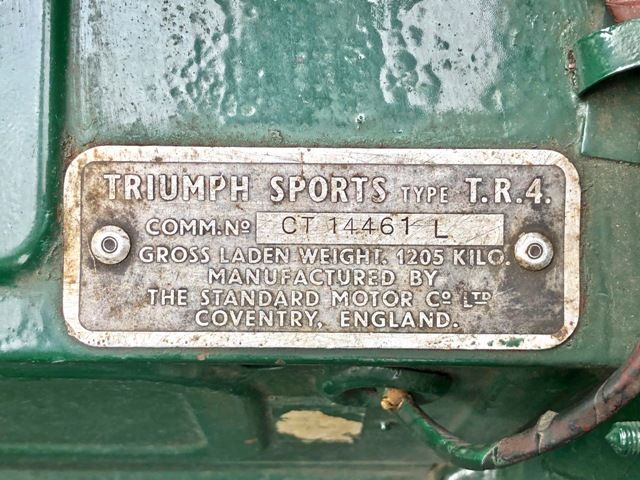 TRIUMPH SPORTS TYPE T.R.4.
COMM. Nº CT 14461 L
GROSS LADEN WEIGHT. 1205 KILO.
MANUFACTURED BY
THE STANDARD MOTOR Cº LTD
COVENTRY, ENGLAND.